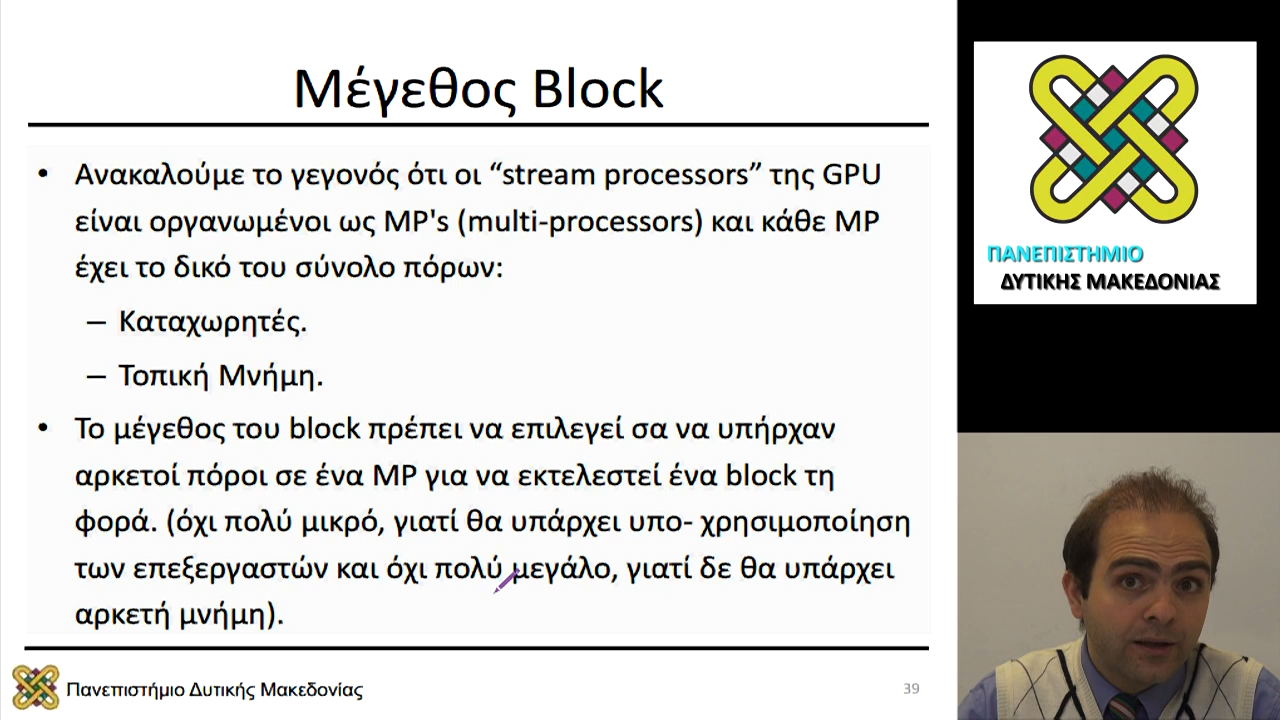 Μέγεθος Block
• Ανακαλούμε το γεγονός ότι οι “stream processors” της GPU
είναι οργανωμένοι ως MP's (multi-processors) και κάθε MP
έχει το δικό του σύνολο πόρων:
– Καταχωρητές.
– Τοπική Μνήμη.
• Το μέγεθος του block πρέπει να επιλεγεί σα να υπήρχαν
αρκετοί πόροι σε ένα MP για να εκτελεστεί ένα block τη
φορά. (όχι πολύ μικρό, γιατί θα υπάρχει υπο- χρησιμοποίηση
των επεξεργαστών και όχι πολύ μεγάλο, γιατί δε θα υπάρχει
αρκετή μνήμη).
Πανεπιστήμιο Δυτικής Μακεδονίας
39
ΠΑΝΕΠΙΣΤΗΜΙΟ
ΔΥΤΙΚΗΣ ΜΑΚΕΔΟΝΙΑΣ